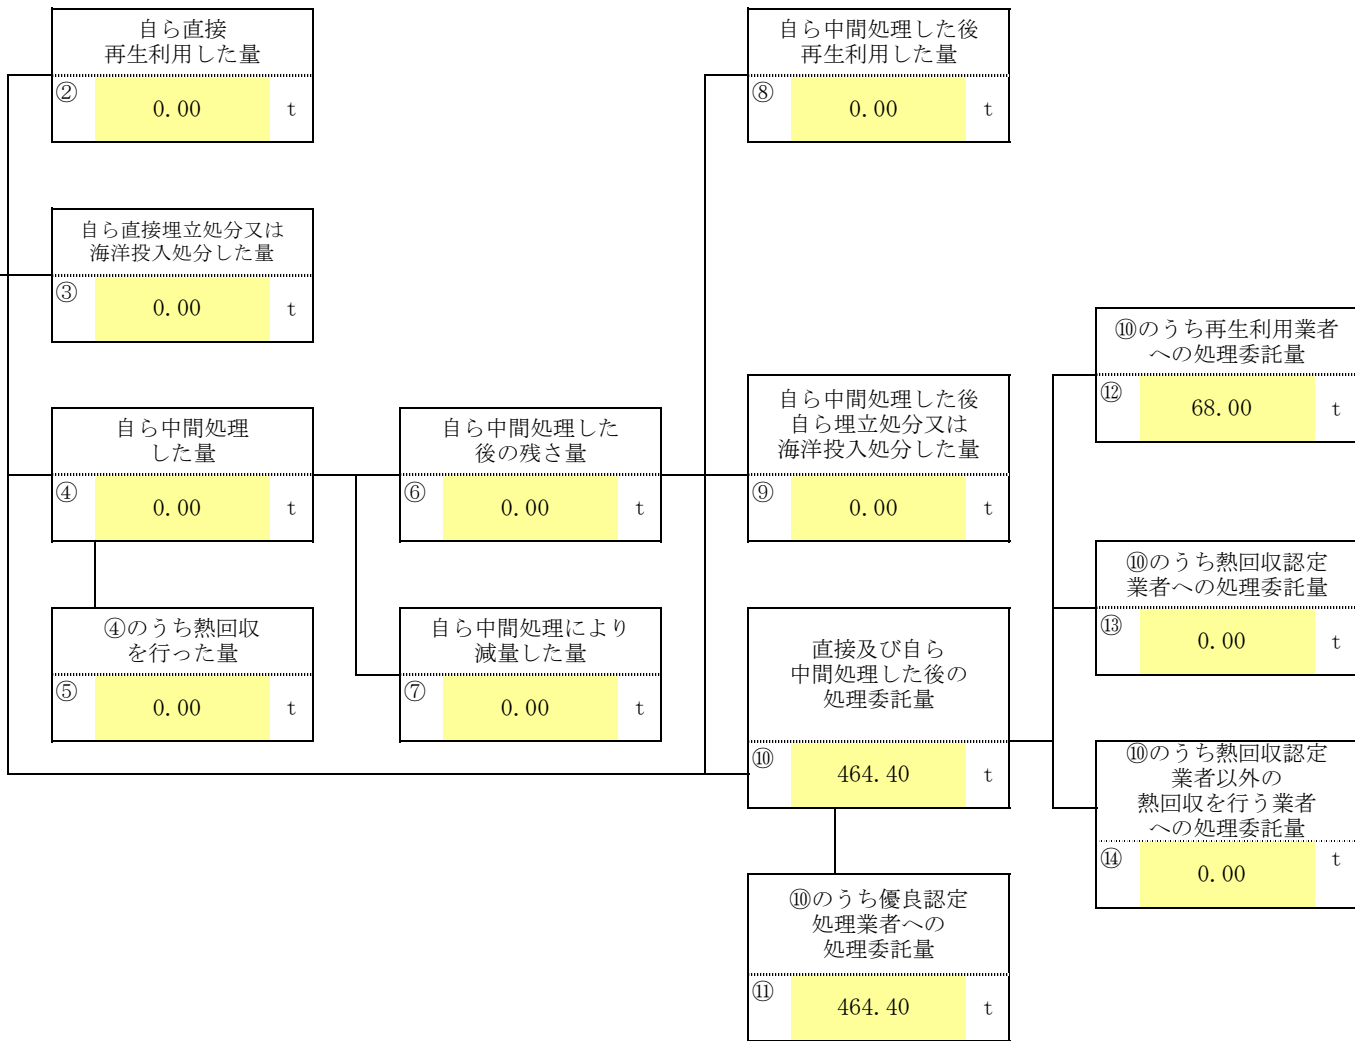 自ら直接
再生利用した量
②
0.00
t
自ら中間処理した後
再生利用した量
⑧
0.00
t
自ら直接埋立処分又は
海洋投入処分した量
③
0.00
t
⑩のうち再生利用業者
への処理委託量
⑫
68.00
t
自ら中間処理
した量
④
0.00
t
自ら中間処理した
後の残さ量
⑥
0.00
t
自ら中間処理した後
自ら埋立処分又は
海洋投入処分した量
⑨
0.00
t
⑩のうち熱回収認定
業者への処理委託量
⑬
0.00
t
④のうち熱回収
を行った量
⑤
0.00
t
自ら中間処理により
減量した量
⑦
0.00
t
直接及び自ら
中間処理した後の
処理委託量
⑩
464.40
t
⑩のうち熱回収認定
業者以外の
熱回収を行う業者
への処理委託量
⑭
0.00
t
⑩のうち優良認定
処理業者への
処理委託量
⑪
464.40
t